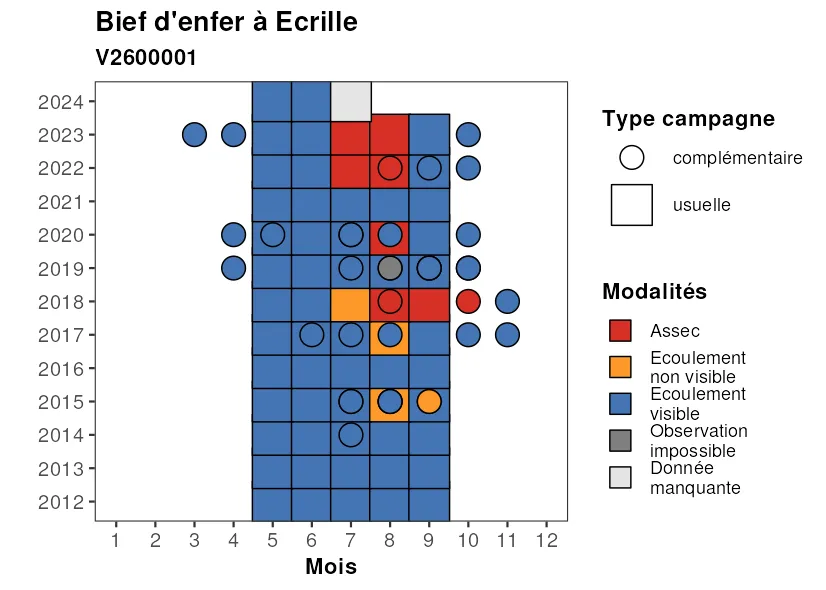 Bief d'enfer à Ecrille
V2600001
2024
2023
2022
2021
2020
2019
2018
2017
2016
2015
2014
2013
2012
1 2 3 4 5 6 7 8 9 10 11 12
Mois
Type campagne
complémentaire
usuelle
Modalités
Assec
Ecoulement
non visible
Ecoulement
visible
Observation
impossible
Donnée
manquante